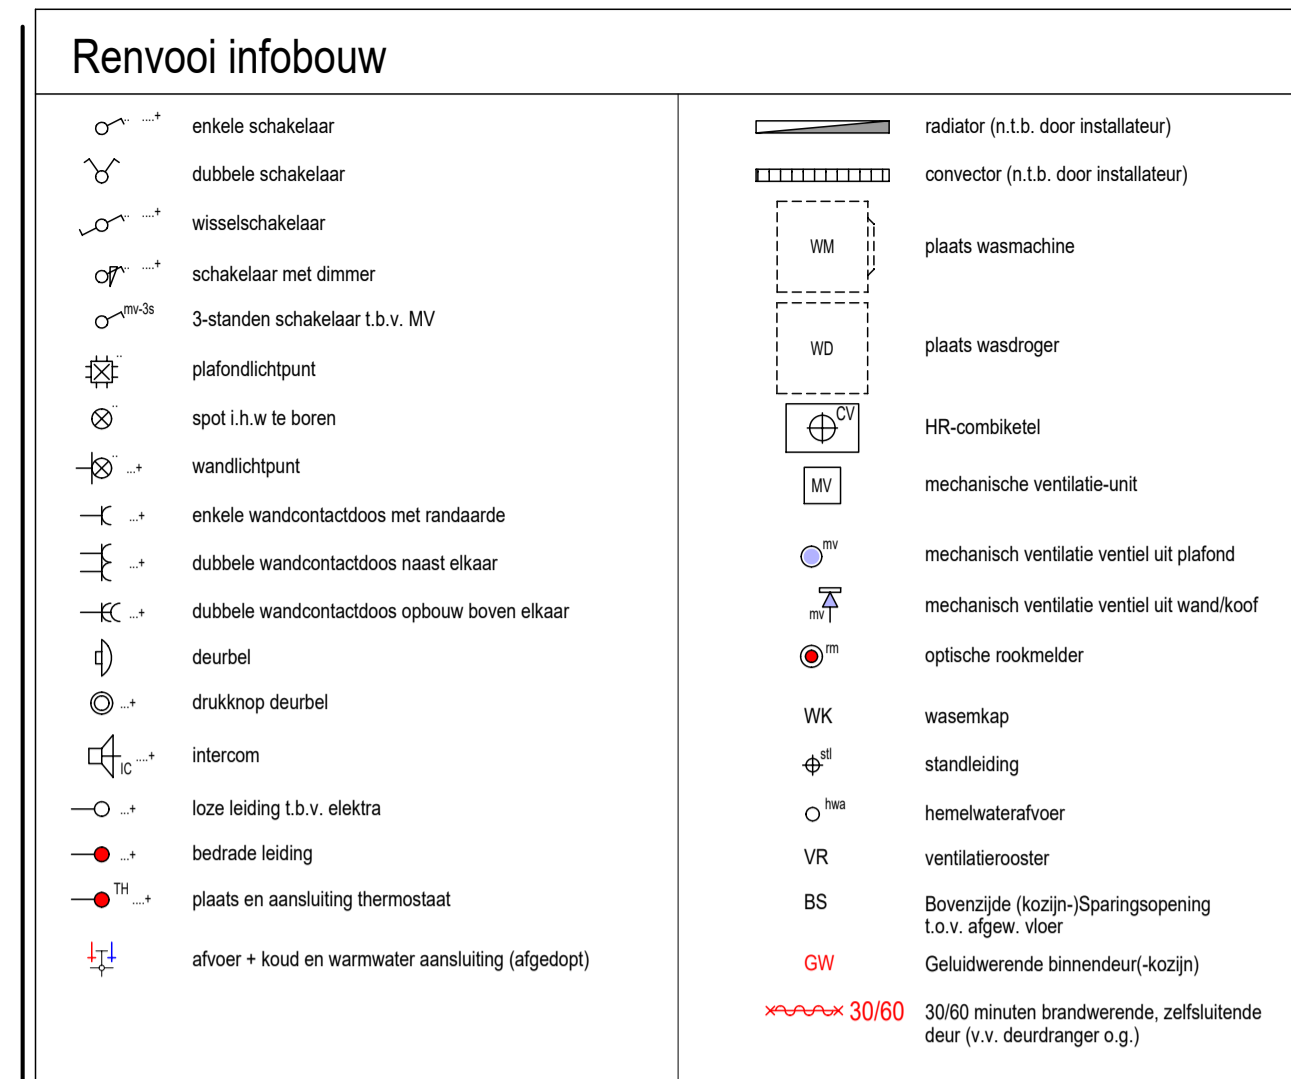 Renvooi infobouw
.. ....+ enkele schakelaar
dubbele schakelaar
.. ....+ wisselschakelaar
.. ....+ schakelaar met dimmer
mv-3s 3-standen schakelaar t.b.v. MV
.. plafondlichtpunt
.. spot i.h.w te boren
.. ...+ wandlichtpunt
...+ enkele wandcontactdoos met randaarde
...+ dubbele wandcontactdoos naast elkaar
...+ dubbele wandcontactdoos opbouw boven elkaar
deurbel
...+ drukknop deurbel
IC ....+ intercom
...+ loze leiding t.b.v. elektra
...+ bedrade leiding
TH ....+ plaats en aansluiting thermostaat
afvoer + koud en warmwater aansluiting (afgedopt)
radiator (n.t.b. door installateur)
convector (n.t.b. door installateur)
WM plaats wasmachine
WD plaats wasdroger
CV HR-combiketel
MV mechanische ventilatie-unit
mv mechanisch ventilatie ventiel uit plafond
mv mechanisch ventilatie ventiel uit wand/koof
rm optische rookmelder
WK wasemkap
stl standleiding
hwa hemelwaterafvoer
VR ventilatierooster
BS Bovenzijde (kozijn-)Sparingsopening
t.o.v. afgew. vloer
GW Geluidwerende binnendeur(-kozijn)
30/60 30/60 minuten brandwerende, zelfsluitende
deur (v.v. deurdranger o.g.)